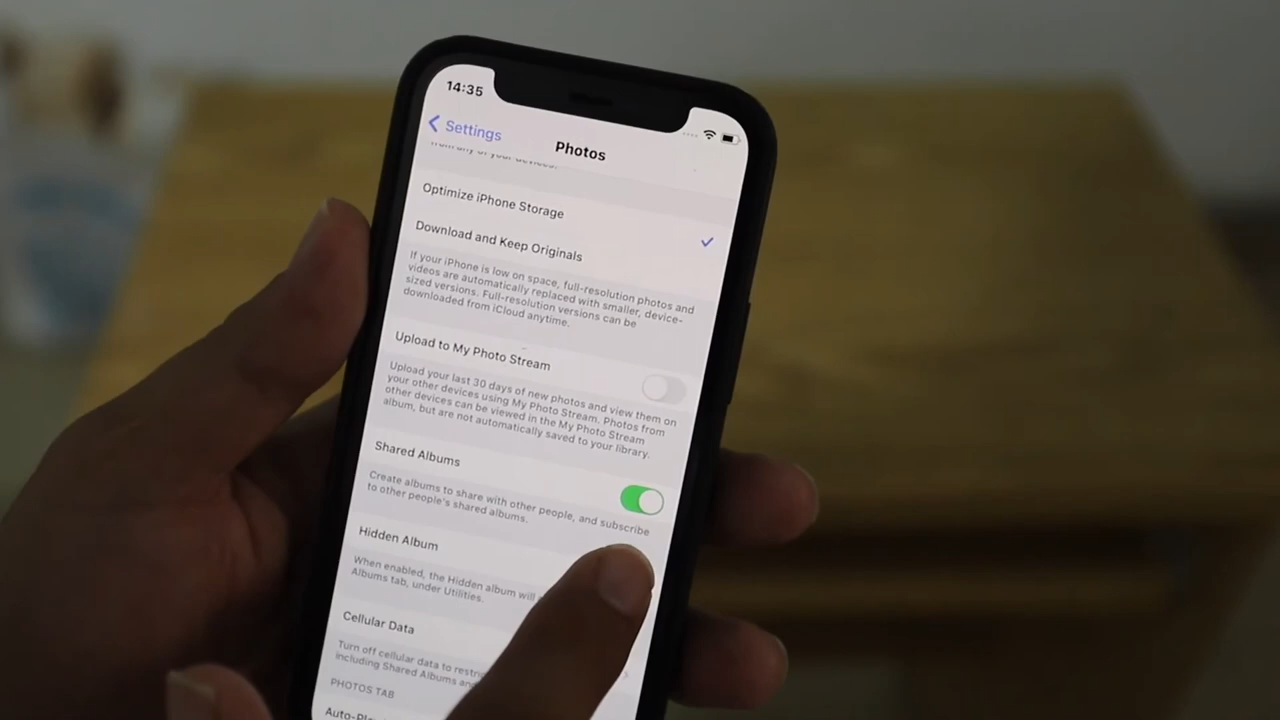 14:35
Settings
Photos
from any of your devices.
Optimize iPhone Storage
Download and Keep Originals
If your iPhone is low on space, full-resolution photos and
videos are automatically replaced with smaller, device-
sized versions. Full-resolution versions can be
downloaded from iCloud anytime.
Upload to My Photo Stream
Upload your last 30 days of new photos and view them on
your other devices using My Photo Stream. Photos from
other devices can be viewed in the My Photo Stream
album, but are not automatically saved to your library.
Shared Albums
Create albums to share with other people, and subscribe
to other people's shared albums.
Hidden Album
When enabled, the Hidden album will
Albums tab, under Utilities.
Cellular Data
Turn off cellular data to
including Shared Albums
PHOTOS TAB